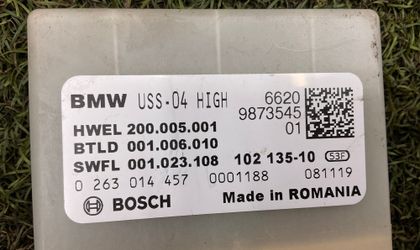 BMW USS-04 HIGH 6620
9873545
HWEL 200.005.001 01
BTLD 001.006.010
SWFL 001.023.108 102 135-10 53F
0 263 014 457 0001188 081119
BOSCH Made in ROMANIA